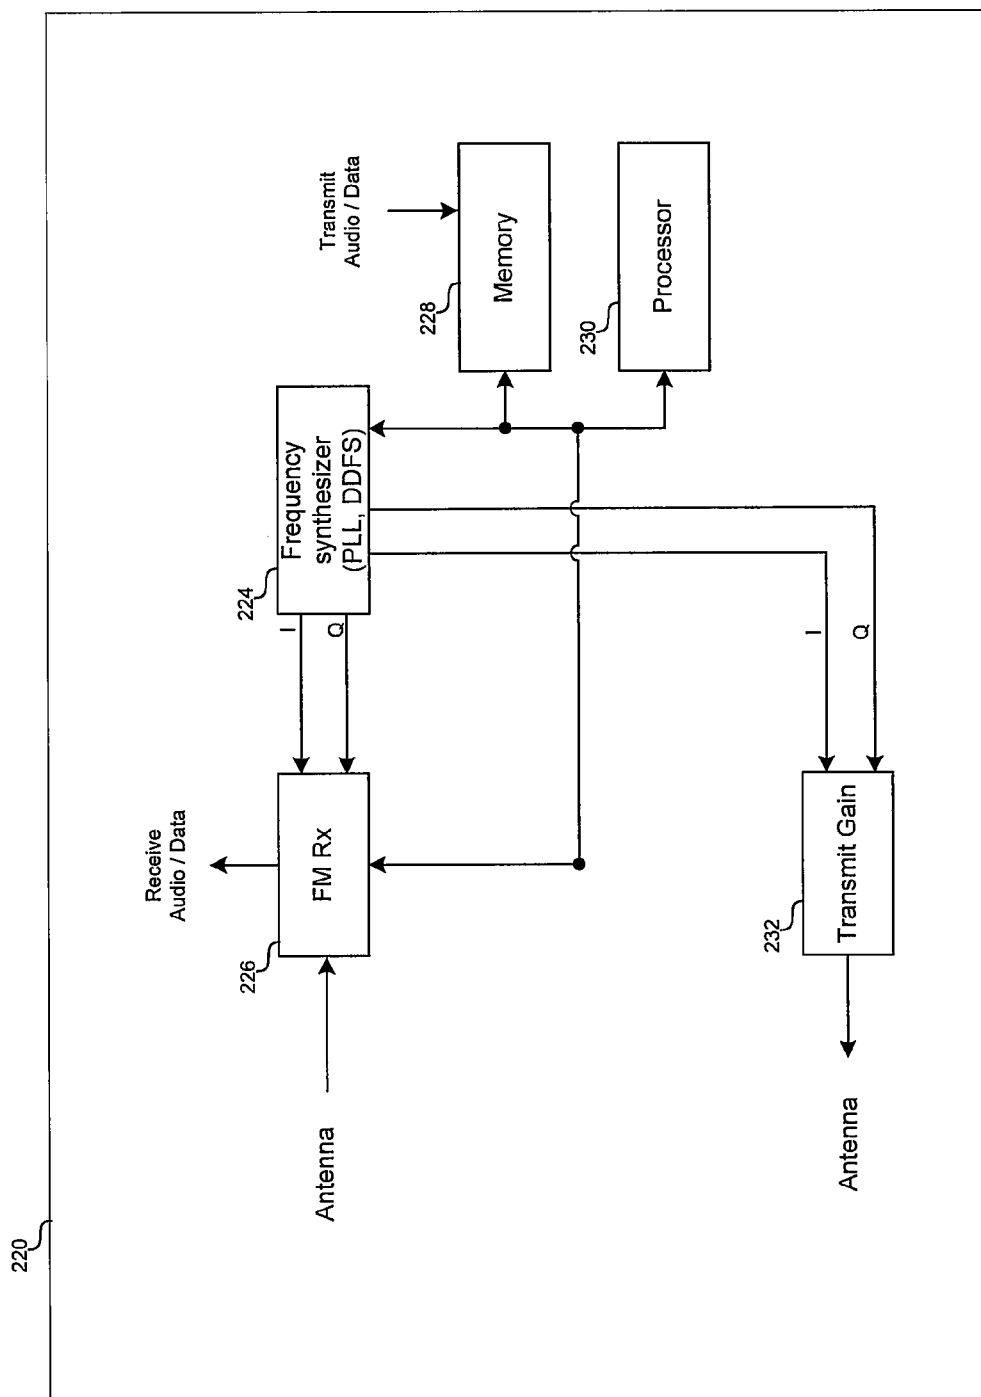 220
Receive
Audio / Data
226
FM Rx
Antenna
I
Q
224
Frequency
synthesizer
(PLL, DDFS)
Transmit
Audio / Data
228
Memory
230
Processor
I
Q
232
Transmit Gain
Antenna